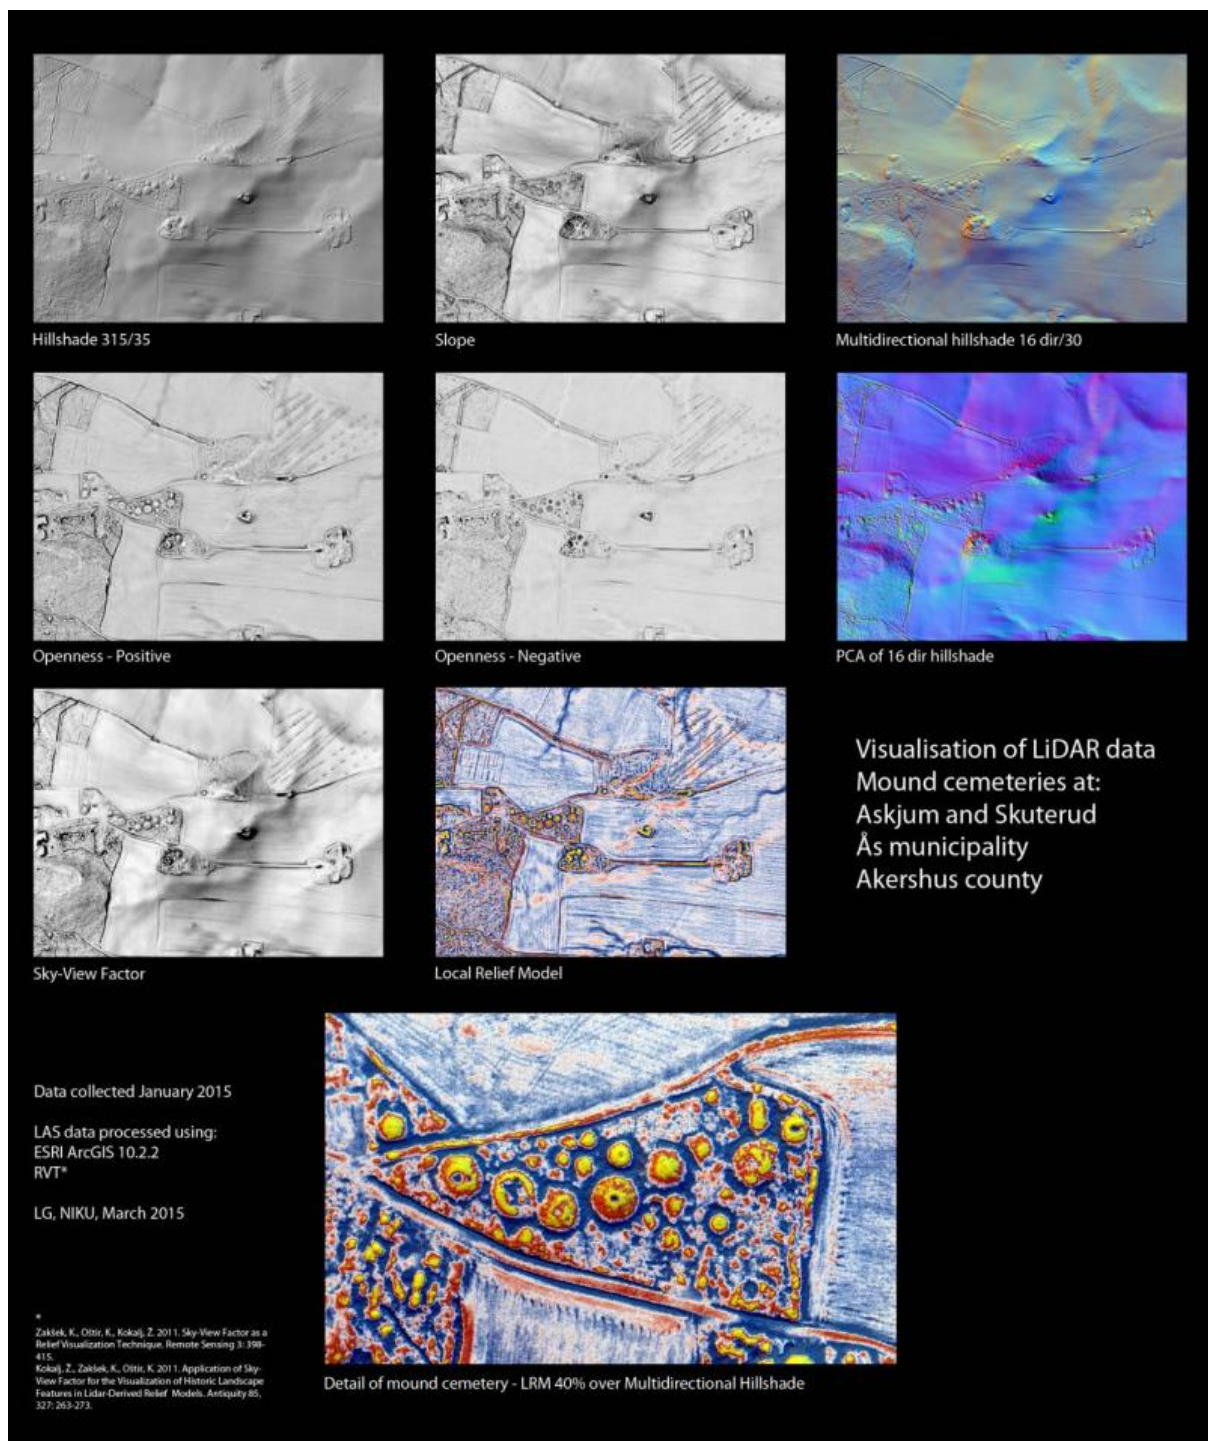 Hillshade 315/35
Slope
Multidirectional hillshade 16 dir/30
Openness - Positive
Openness - Negative
PCA of 16 dir hillshade
Sky-View Factor
Local Relief Model
Visualisation of LiDAR data
Mound cemeteries at:
Askjum and Skuterud
Ås municipality
Akershus county
Data collected January 2015
LAS data processed using:
ESRI ArcGIS 10.2.2
RVT*
LG, NIKU, March 2015
*
Zakšek, K., Oštir, K., Kokalj, Ž. 2011. Sky-View Factor as a
Relief Visualization Technique. Remote Sensing 3: 398-
415.
Kokalj, Ž., Zakšek, K., Oštir, K. 2011. Application of Sky-
View Factor for the Visualization of Historic Landscape
Features in Lidar-Derived Relief Models. Antiquity 85,
327: 263-273.
Detail of mound cemetery - LRM 40% over Multidirectional Hillshade